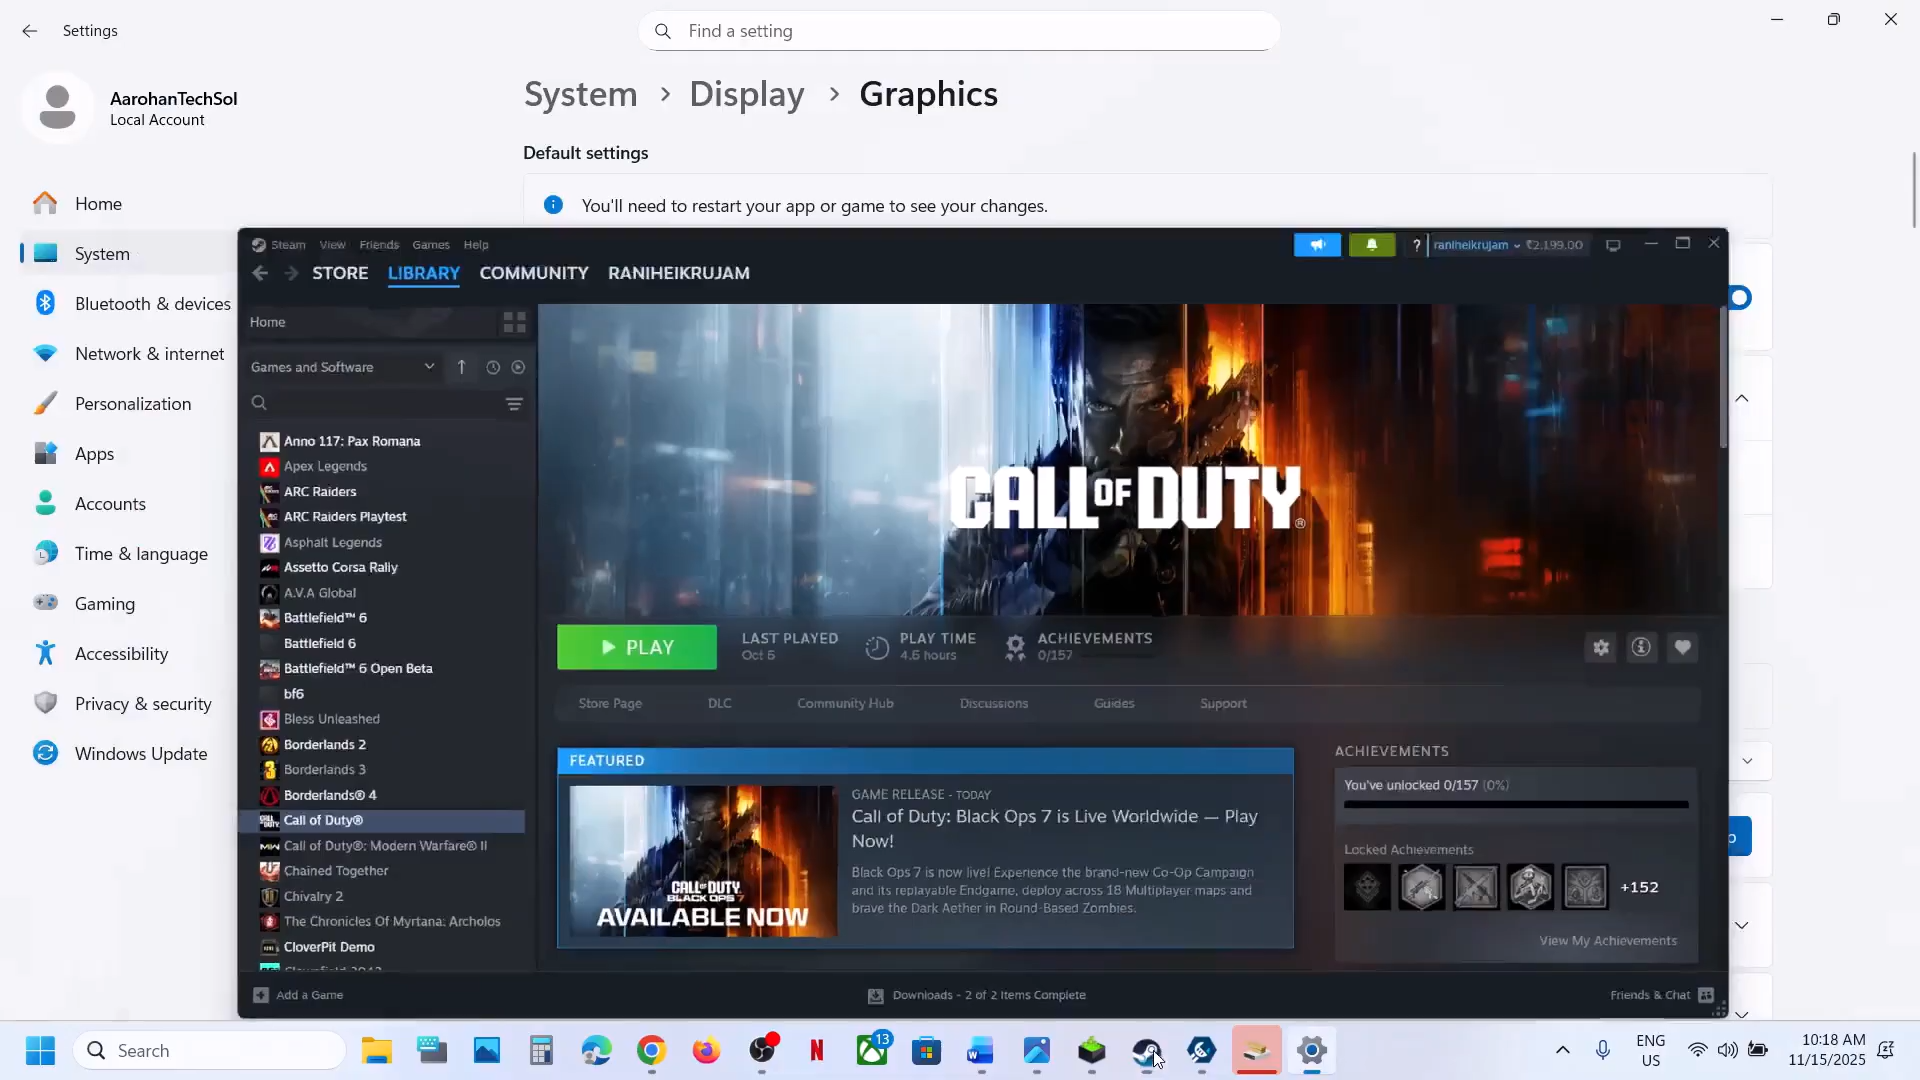 Settings
Find a setting
AarohanTechSol
Local Account
System > Display > Graphics
Default settings
You'll need to restart your app or game to see your changes.
Home
System
Bluetooth & devices
Network & internet
Personalization
Apps
Accounts
Time & language
Gaming
Accessibility
Privacy & security
Windows Update
Steam View Friends Games Help
raniheikrujam ₹2,199.00
STORE LIBRARY COMMUNITY RANIHEIKRUJAM
Home
Games and Software
Anno 117: Pax Romana
Apex Legends
ARC Raiders
ARC Raiders Playtest
Asphalt Legends
Assetto Corsa Rally
A.V.A Global
Battlefield™ 6
Battlefield 6
Battlefield™ 6 Open Beta
bf6
Bless Unleashed
Borderlands 2
Borderlands 3
Borderlands® 4
Call of Duty®
Call of Duty®: Modern Warfare® II
Chained Together
Chivalry 2
The Chronicles Of Myrtana: Archolos
CloverPit Demo
CALL OF DUTY®
PLAY
LAST PLAYED
Oct 5
PLAY TIME
4.6 hours
ACHIEVEMENTS
0/157
Store Page DLC Community Hub Discussions Guides Support
FEATURED
CALL OF DUTY
BLACK OPS 7
AVAILABLE NOW
GAME RELEASE - TODAY
Call of Duty: Black Ops 7 is Live Worldwide — Play
Now!
Black Ops 7 is now live! Experience the brand-new Co-Op Campaign
and its replayable Endgame, deploy across 18 Multiplayer maps and
brave the Dark Aether in Round-Based Zombies.
ACHIEVEMENTS
You've unlocked 0/157 (0%)
Locked Achievements
+152
View My Achievements
Add a Game
Downloads - 2 of 2 Items Complete
Friends & Chat
Search
13
ENG
US
10:18 AM
11/15/2025